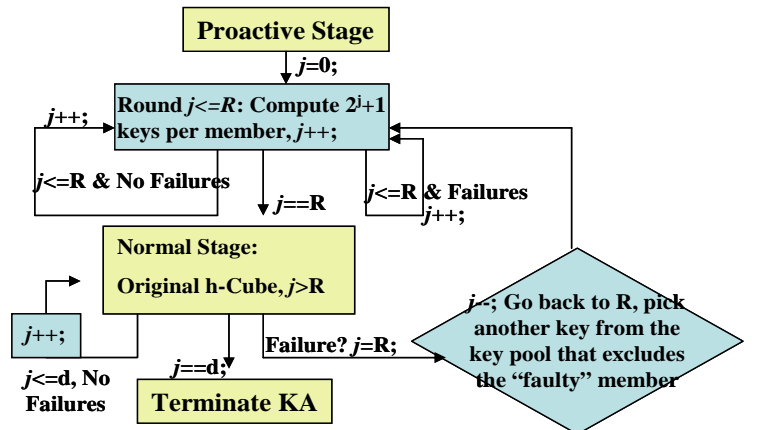 Proactive Stage
j=0;
Round j<=R: Compute 2^j+1
keys per member, j++;
j++;
j<=R & No Failures
j==R
j<=R & Failures
j++;
Normal Stage:
Original h-Cube, j>R
j++;
j<=d, No
Failures
j==d;
Terminate KA
Failure? j=R;
j--; Go back to R, pick
another key from the
key pool that excludes
the “faulty” member